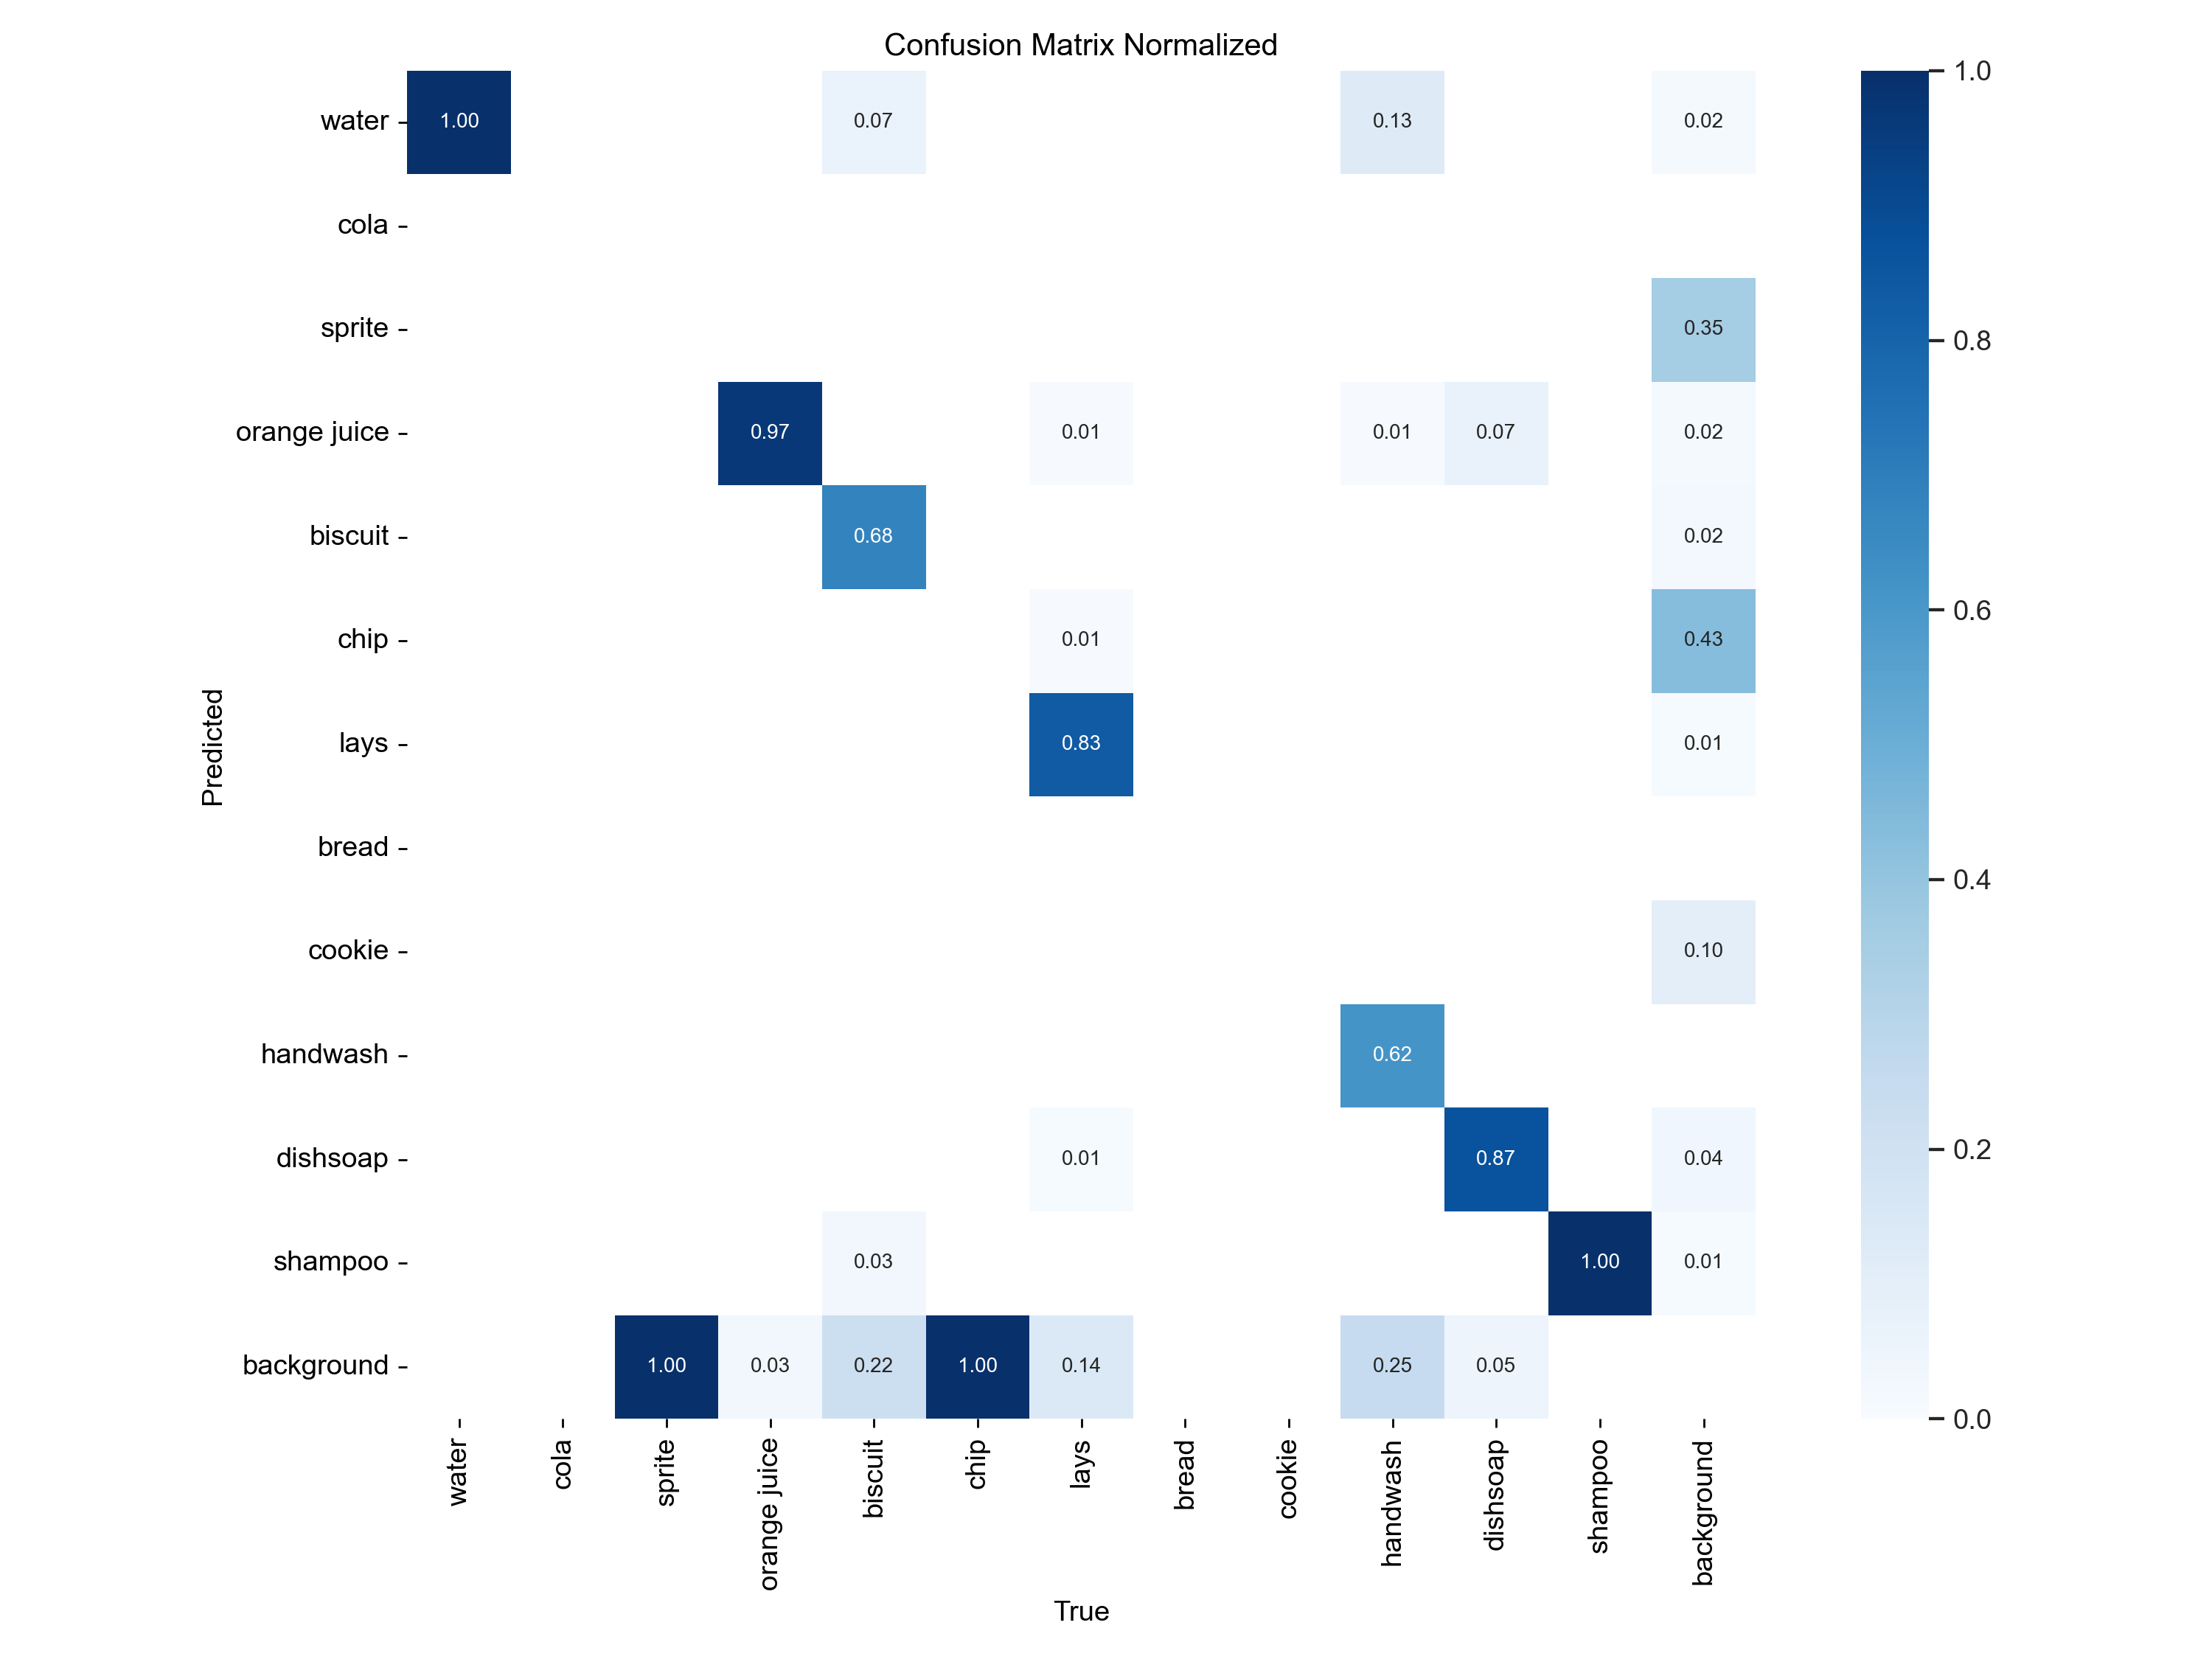 Confusion Matrix Normalized
water
1.00
0.07
0.13
0.02
cola
sprite
0.35
orange juice
0.97
0.01
0.01
0.07
0.02
biscuit
0.68
0.02
chip
0.01
0.43
lays
0.83
0.01
bread
cookie
0.10
handwash
0.62
dishsoap
0.01
0.87
0.04
shampoo
0.03
1.00
0.01
background
1.00
0.03
0.22
1.00
0.14
0.25
0.05
Predicted
water
cola
sprite
orange juice
biscuit
chip
lays
bread
cookie
handwash
dishsoap
shampoo
background
True
1.0
0.8
0.6
0.4
0.2
0.0